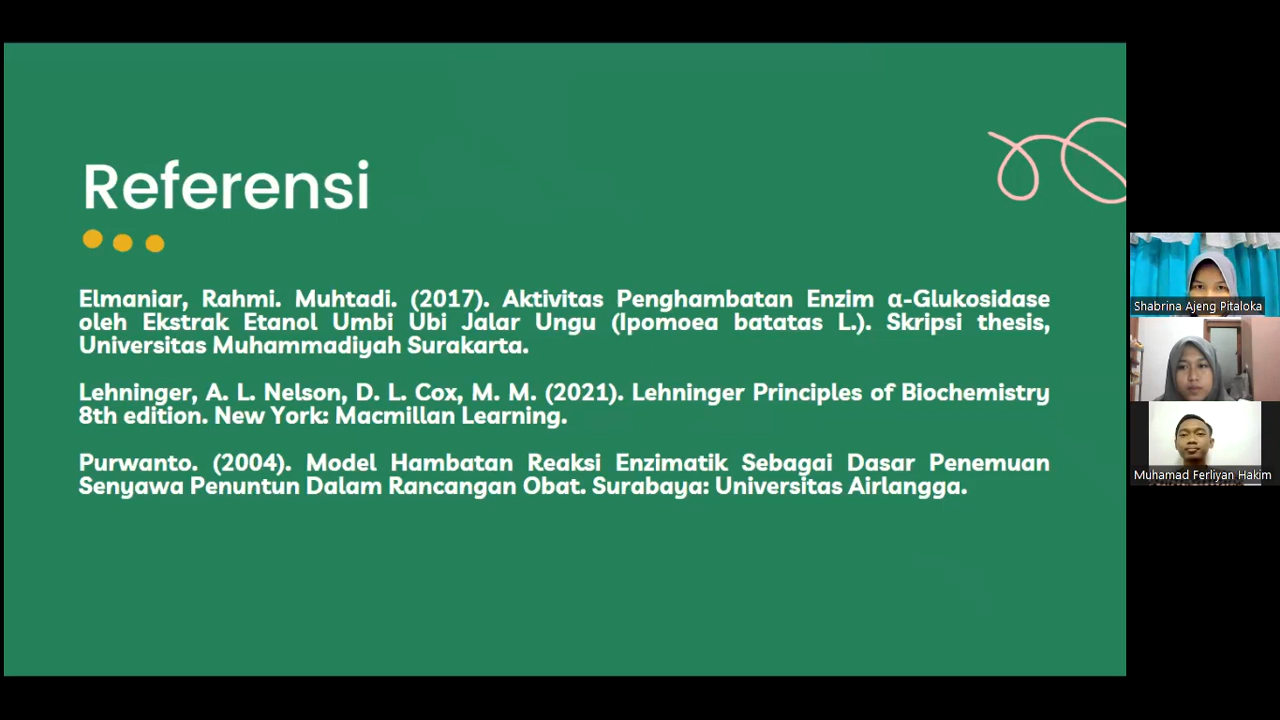 Referensi
Elmaniar, Rahmi. Muhtadi. (2017). Aktivitas Penghambatan Enzim α-Glukosidase
oleh Ekstrak Etanol Umbi Ubi Jalar Ungu (Ipomoea batatas L.). Skripsi thesis,
Universitas Muhammadiyah Surakarta.
Lehninger, A. L. Nelson, D. L. Cox, M. M. (2021). Lehninger Principles of Biochemistry
8th edition. New York: Macmillan Learning.
Purwanto. (2004). Model Hambatan Reaksi Enzimatik Sebagai Dasar Penemuan
Senyawa Penuntun Dalam Rancangan Obat. Surabaya: Universitas Airlangga.
Shabrina Ajeng Pitaloka
Muhamad Ferliyan Hakim